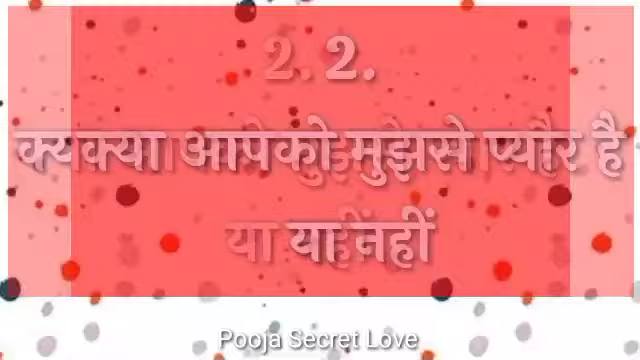 2.
क्या आपको मुझसे प्यार है
या नहीं
Pooja Secret Love